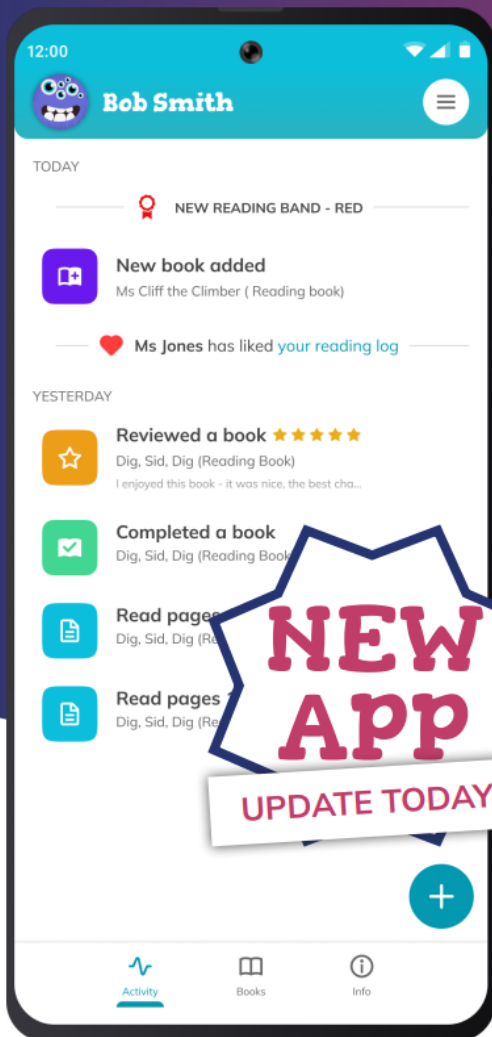 12:00
Bob Smith
TODAY
NEW READING BAND - RED
New book added
Ms Cliff the Climber ( Reading book)
Ms Jones has liked your reading log
YESTERDAY
Reviewed a book
Dig, Sid, Dig (Reading Book)
I enjoyed this book - it was nice, the best cha...
Completed a book
Dig, Sid, Dig (Reading Book
Read pages
Dig, Sid, Dig
Read pages
Dig, Sid, Dig
NEW
APP
UPDATE TODAY
Activity
Books
Info